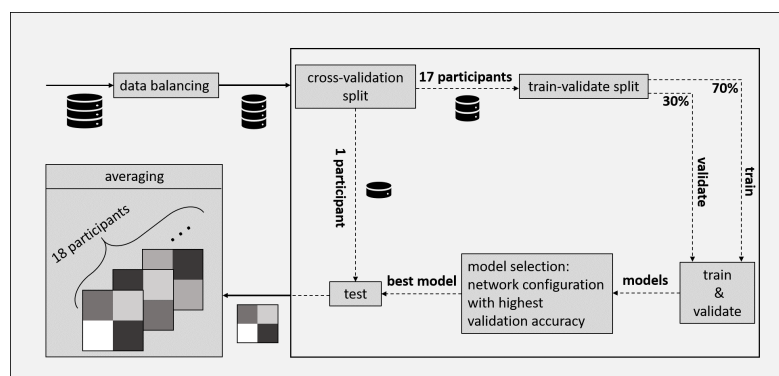 data balancing
cross-validation
split
17 participants
train-validate split
70%
30%
1 participant
validate
train
averaging
18 participants
...
test
best model
model selection:
network configuration
with highest
validation accuracy
models
train
&
validate